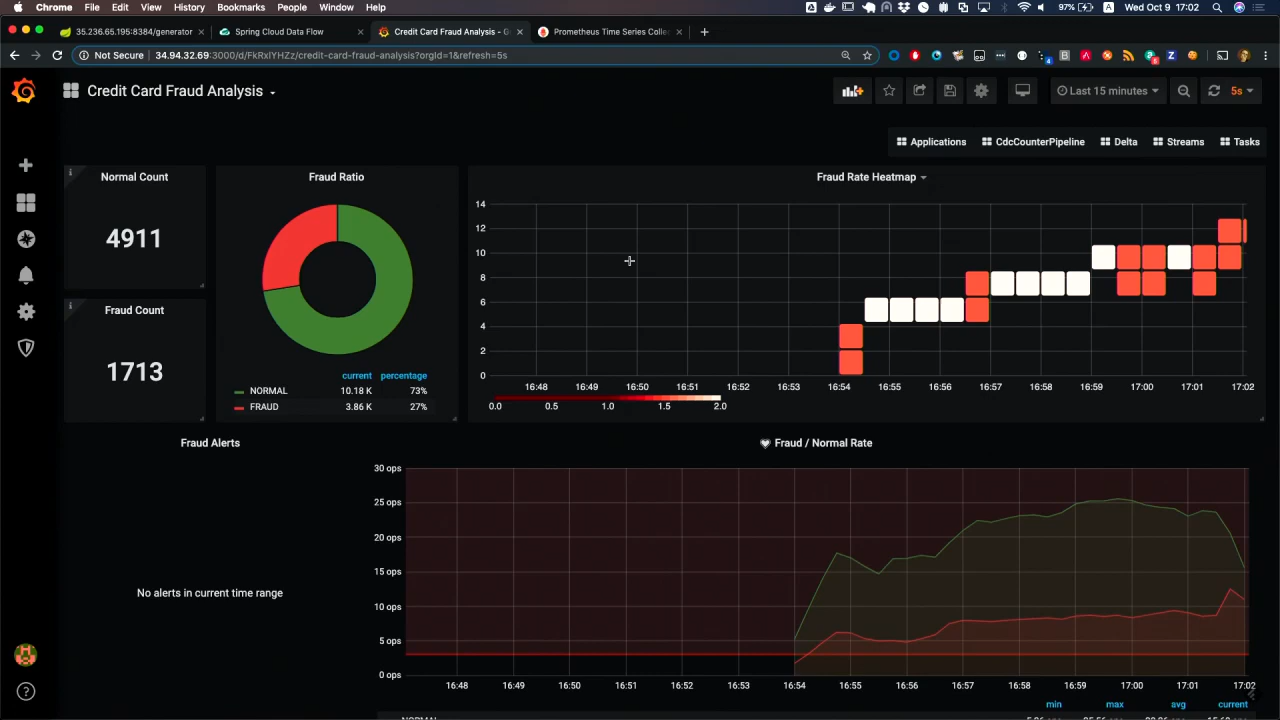 Chrome File Edit View History Bookmarks People Window Help 97% Wed Oct 9 17:02
35.236.65.195:8384/generator Spring Cloud Data Flow Credit Card Fraud Analysis - G Prometheus Time Series Collec
Not Secure 34.94.32.69:3000/d/FkRxlYHZz/credit-card-fraud-analysis?orgId=1&refresh=5s
Credit Card Fraud Analysis Last 15 minutes 5s
Applications CdcCounterPipeline Delta Streams Tasks
Normal Count
4911
Fraud Count
1713
Fraud Ratio
current percentage
NORMAL 10.18 K 73%
FRAUD 3.86 K 27%
Fraud Rate Heatmap
14
12
10
8
6
4
2
0
16:48 16:49 16:50 16:51 16:52 16:53 16:54 16:55 16:56 16:57 16:58 16:59 17:00 17:01 17:02
0.0 0.5 1.0 1.5 2.0
Fraud Alerts
No alerts in current time range
Fraud / Normal Rate
30 ops
25 ops
20 ops
15 ops
10 ops
5 ops
0 ops
16:48 16:49 16:50 16:51 16:52 16:53 16:54 16:55 16:56 16:57 16:58 16:59 17:00 17:01 17:02
min max avg current